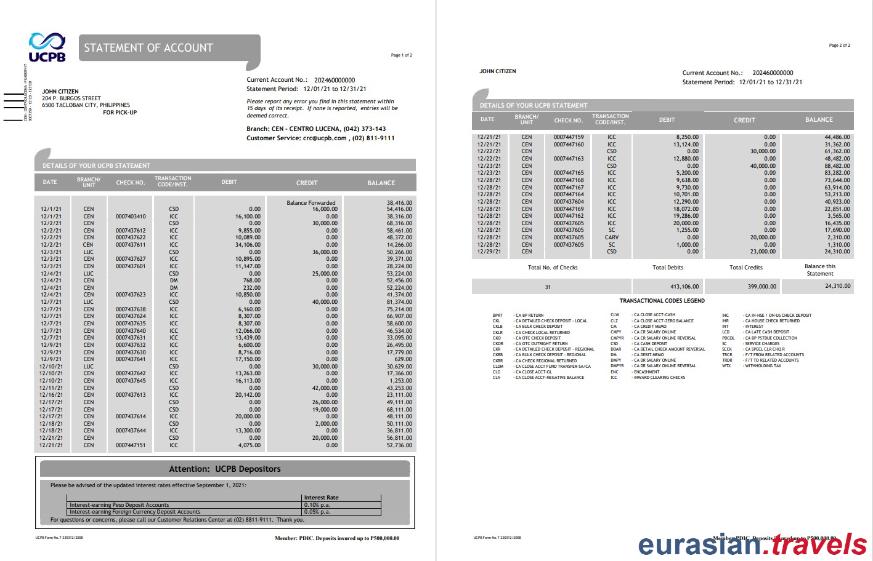 UCPB
STATEMENT OF ACCOUNT
Page 1 of 2
JOHN CITIZEN
204 P. BURGOS STREET
6500 TACLOBAN CITY, PHILIPPINES
FOR PICK-UP
Current Account No.: 202460000000
Statement Period: 12/01/21 to 12/31/21
Please report any error you find in this statement within
15 days of its receipt. If none is reported, entries will be
deemed correct.
Branch: CEN - CENTRO LUCENA, (042) 373-143
Customer Service: crc@ucpb.com , (02) 811-9111
DETAILS OF YOUR UCPB STATEMENT
DATE BRANCH/ UNIT CHECK NO. TRANSACTION CODE/INST. DEBIT CREDIT BALANCE
Balance Forwarded 38,416.00
12/1/21 CEN CSD 0.00 16,000.00 54,416.00
12/1/21 CEN 0007403410 ICC 16,100.00 0.00 38,316.00
12/2/21 CEN CSD 0.00 30,000.00 68,316.00
12/2/21 CEN 0007437612 ICC 9,855.00 0.00 58,461.00
12/2/21 CEN ICC 10,089.00 0.00 48,372.00
12/2/21 CEN 0007437611 ICC 34,106.00 0.00 14,266.00
12/3/21 LUC CSD 0.00 36,000.00 50,266.00
12/3/21 CEN 0007437627 ICC 10,895.00 0.00 39,371.00
12/3/21 CEN 0007437601 ICC 11,147.00 0.00 28,224.00
12/4/21 LUC CSD 0.00 25,000.00 53,224.00
12/4/21 CEN DM 768.00 0.00 52,456.00
12/4/21 CEN DM 232.00 0.00 52,224.00
12/4/21 CEN 0007437623 ICC 10,850.00 0.00 41,374.00
12/7/21 LUC CSD 0.00 40,000.00 81,374.00
12/7/21 CEN 0007437638 ICC 6,160.00 0.00 75,214.00
12/7/21 CEN 0007437634 ICC 8,307.00 0.00 66,907.00
12/7/21 CEN 0007437635 ICC 8,307.00 0.00 58,600.00
12/7/21 CEN 0007437640 ICC 12,066.00 0.00 46,534.00
12/7/21 CEN 0007437631 ICC 13,439.00 0.00 33,095.00
12/9/21 CEN 0007437632 ICC 6,600.00 0.00 26,495.00
12/9/21 CEN 0007437630 ICC 8,716.00 0.00 17,779.00
12/9/21 CEN 0007437641 ICC 17,150.00 0.00 629.00
12/10/21 LUC CSD 0.00 30,000.00 30,629.00
12/10/21 CEN 0007437642 ICC 13,263.00 0.00 17,366.00
12/10/21 CEN 0007437645 ICC 16,113.00 0.00 1,253.00
12/11/21 CEN CSD 0.00 42,000.00 43,253.00
12/16/21 CEN 0007437613 ICC 20,142.00 0.00 23,111.00
12/17/21 CEN CSD 0.00 26,000.00 49,111.00
12/17/21 CEN CSD 0.00 19,000.00 68,111.00
12/17/21 CEN 0007437614 ICC 20,000.00 0.00 48,111.00
12/18/21 CEN CSD 0.00 2,000.00 50,111.00
12/18/21 CEN 0007437644 ICC 13,300.00 0.00 36,811.00
12/21/21 CEN CSD 0.00 20,000.00 56,811.00
12/21/21 CEN 0007447151 ICC 4,075.00 0.00 52,736.00
Attention: UCPB Depositors
Please be advised of the updated interest rates effective September 1, 2021:
Interest Rate
Interest-earning Peso Deposit Accounts 0.10% p.a.
Interest-earning Foreign Currency Deposit Accounts 0.05% p.a.
For questions or concerns, please call our Customer Relations Center at (02) 8811-9111. Thank you.
Member: PDIC. Deposits insured up to P500,000.00
Page 2 of 2
JOHN CITIZEN
Current Account No.: 202460000000
Statement Period: 12/01/21 to 12/31/21
DETAILS OF YOUR UCPB STATEMENT
DATE BRANCH/ UNIT CHECK NO. TRANSACTION CODE/INST. DEBIT CREDIT BALANCE
12/21/21 CEN 0007447159 ICC 8,250.00 0.00 44,486.00
12/21/21 CEN 0007447160 ICC 13,124.00 0.00 31,362.00
12/22/21 CEN CSD 0.00 30,000.00 61,362.00
12/22/21 CEN 0007447163 ICC 12,880.00 0.00 48,482.00
12/23/21 CEN CSD 0.00 40,000.00 88,482.00
12/23/21 CEN 0007447165 ICC 5,200.00 0.00 83,282.00
12/28/21 CEN 0007447168 ICC 9,638.00 0.00 73,644.00
12/28/21 CEN 0007447167 ICC 9,730.00 0.00 63,914.00
12/28/21 CEN 0007447164 ICC 10,701.00 0.00 53,213.00
12/28/21 CEN 0007437604 ICC 12,290.00 0.00 40,923.00
12/28/21 CEN 0007447169 ICC 18,072.00 0.00 22,851.00
12/28/21 CEN 0007447162 ICC 19,286.00 0.00 3,565.00
12/28/21 CEN 0007437605 ICC 20,000.00 0.00 16,435.00
12/28/21 CEN 0007437605 SC 1,255.00 0.00 17,690.00
12/28/21 CEN 0007437605 CARV 0.00 20,000.00 2,310.00
12/28/21 CEN 0007437605 SC 1,000.00 0.00 1,310.00
12/29/21 CEN CSD 0.00 23,000.00 24,310.00
Total No. of Checks Total Debits Total Credits Balance this Statement
31 413,106.00 399,000.00 24,310.00
TRANSACTIONAL CODES LEGEND
eurasian.travels